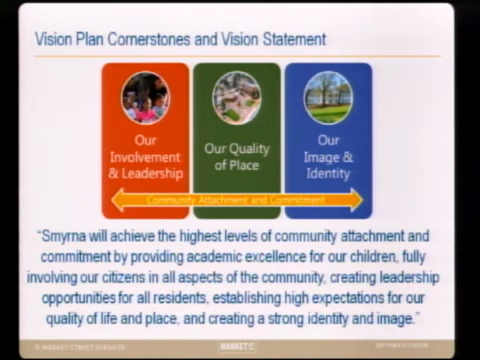 Vision Plan Cornerstones and Vision Statement
Our
Involvement
& Leadership
Our Quality
of Place
Our
Image &
Identity
Community Attachment and Commitment
“Smyrna will achieve the highest levels of community attachment and
commitment by providing academic excellence for our children, fully
involving our citizens in all aspects of the community, creating leadership
opportunities for all residents, establishing high expectations for our
quality of life and place, and creating a strong identity and image.”
MARKET STREET SERVICES
MARKET
SMYRNA'S VISION